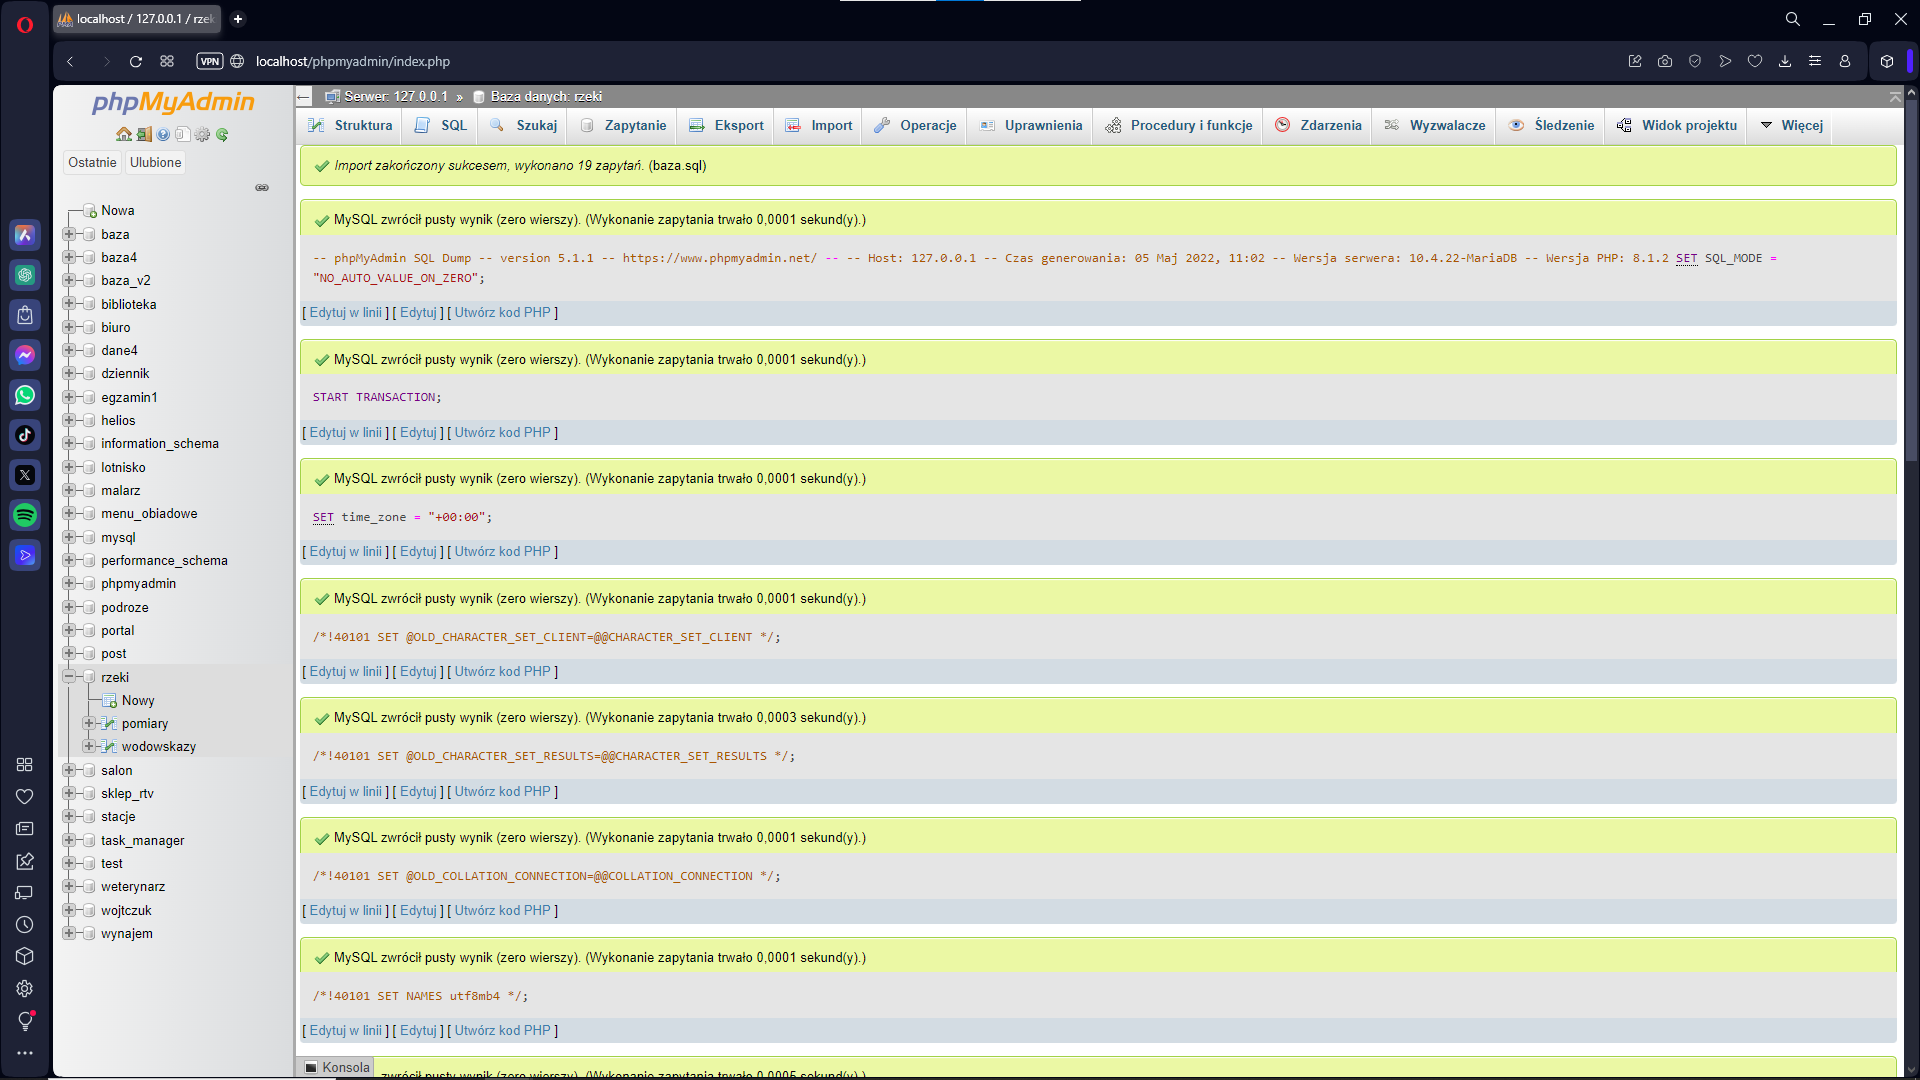 localhost / 127.0.0.1 / rzek
VPN localhost/phpmyadmin/index.php
phpMyAdmin
Ostatnie Ulubione
Nowa
baza
baza4
baza_v2
biblioteka
biuro
dane4
dziennik
egzamin1
helios
information_schema
lotnisko
malarz
menu_obiadowe
mysql
performance_schema
phpmyadmin
podroze
portal
post
rzeki
Nowy
pomiary
wodowskazy
salon
sklep_rtv
stacje
task_manager
test
weterynarz
wojtczuk
wynajem
Serwer: 127.0.0.1 » Baza danych: rzeki
Struktura SQL Szukaj Zapytanie Eksport Import Operacje Uprawnienia Procedury i funkcje Zdarzenia Wyzwalacze Śledzenie Widok projektu Więcej
Import zakończony sukcesem, wykonano 19 zapytań. (baza.sql)
MySQL zwrócił pusty wynik (zero wierszy). (Wykonanie zapytania trwało 0,0001 sekund(y).)
-- phpMyAdmin SQL Dump -- version 5.1.1 -- https://www.phpmyadmin.net/ -- -- Host: 127.0.0.1 -- Czas generowania: 05 Maj 2022, 11:02 -- Wersja serwera: 10.4.22-MariaDB -- Wersja PHP: 8.1.2 SET SQL_MODE =
"NO_AUTO_VALUE_ON_ZERO";
[ Edytuj w linii ] [ Edytuj ] [ Utwórz kod PHP ]
MySQL zwrócił pusty wynik (zero wierszy). (Wykonanie zapytania trwało 0,0001 sekund(y).)
START TRANSACTION;
[ Edytuj w linii ] [ Edytuj ] [ Utwórz kod PHP ]
MySQL zwrócił pusty wynik (zero wierszy). (Wykonanie zapytania trwało 0,0001 sekund(y).)
SET time_zone = "+00:00";
[ Edytuj w linii ] [ Edytuj ] [ Utwórz kod PHP ]
MySQL zwrócił pusty wynik (zero wierszy). (Wykonanie zapytania trwało 0,0001 sekund(y).)
/*!40101 SET @OLD_CHARACTER_SET_CLIENT=@@CHARACTER_SET_CLIENT */;
[ Edytuj w linii ] [ Edytuj ] [ Utwórz kod PHP ]
MySQL zwrócił pusty wynik (zero wierszy). (Wykonanie zapytania trwało 0,0003 sekund(y).)
/*!40101 SET @OLD_CHARACTER_SET_RESULTS=@@CHARACTER_SET_RESULTS */;
[ Edytuj w linii ] [ Edytuj ] [ Utwórz kod PHP ]
MySQL zwrócił pusty wynik (zero wierszy). (Wykonanie zapytania trwało 0,0001 sekund(y).)
/*!40101 SET @OLD_COLLATION_CONNECTION=@@COLLATION_CONNECTION */;
[ Edytuj w linii ] [ Edytuj ] [ Utwórz kod PHP ]
MySQL zwrócił pusty wynik (zero wierszy). (Wykonanie zapytania trwało 0,0001 sekund(y).)
/*!40101 SET NAMES utf8mb4 */;
[ Edytuj w linii ] [ Edytuj ] [ Utwórz kod PHP ]
Konsola zwrócił pusty wynik (zero wierszy). (Wykonanie zapytania trwało 0,0005 sekund(y).)